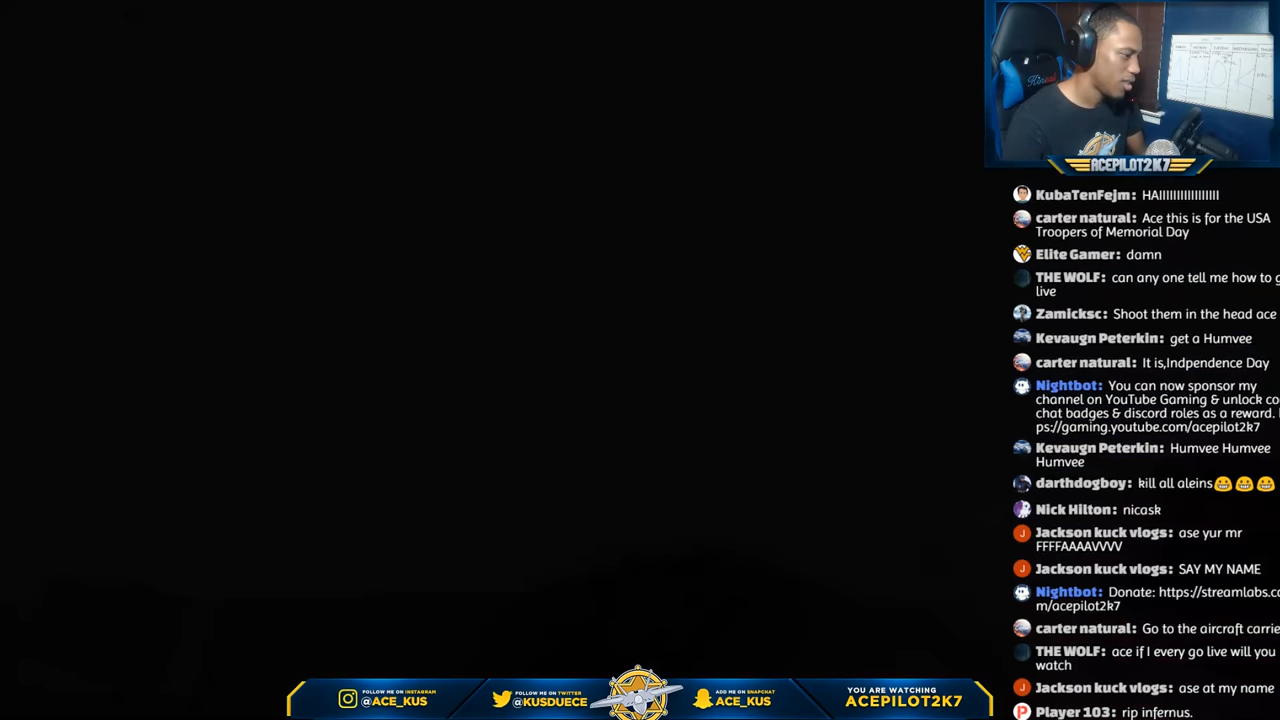 ACEPILOT2K7
KubaTenFejm: HAIIIIIIIIIIIIIIIIII
carter natural: Ace this is for the USA
Troopers of Memorial Day
Elite Gamer: damn
THE WOLF: can any one tell me how to g
live
Zamicksc: Shoot them in the head ace
Kevaugn Peterkin: get a Humvee
carter natural: It is,Indpendence Day
Nightbot: You can now sponsor my
channel on YouTube Gaming & unlock co
chat badges & discord roles as a reward.
ps://gaming.youtube.com/acepilot2k7
Kevaugn Peterkin: Humvee Humvee
Humvee
darthdogboy: kill all aleins😁😁😁
Nick Hilton: nicask
J Jackson kuck vlogs: ase yur mr
FFFFAAAAVVVV
J Jackson kuck vlogs: SAY MY NAME
Nightbot: Donate: https://streamlabs.co
m/acepilot2k7
carter natural: Go to the aircraft carrie
THE WOLF: ace if I every go live will you
watch
J Jackson kuck vlogs: ase at my name
Player 103: rip infernus.
FOLLOW ME ON INSTAGRAM
@ACE_KUS
FOLLOW ME ON TWITTER
@KUSDUECE
ADD ME ON SNAPCHAT
@ACE_KUS
YOU ARE WATCHING
ACEPILOT2K7